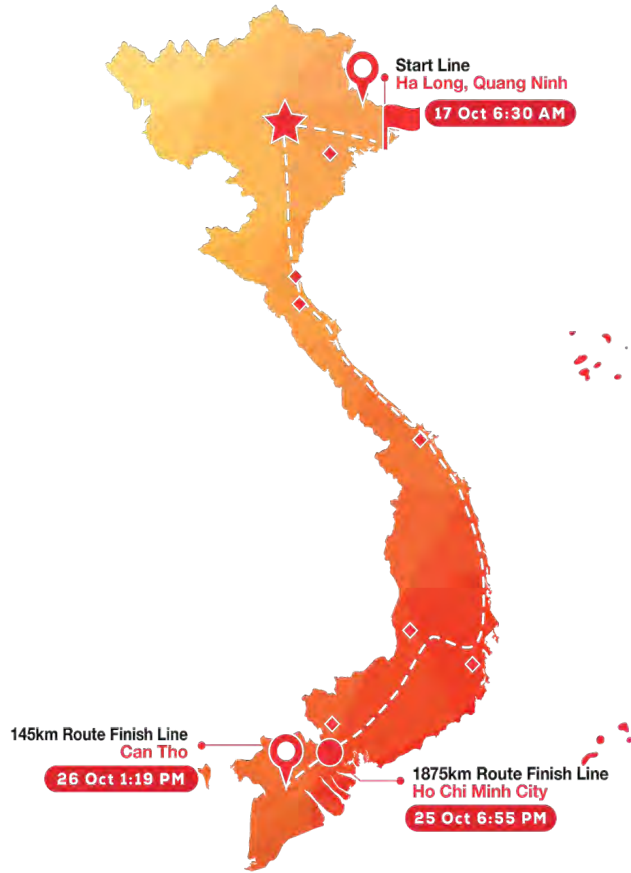 Start Line
Ha Long, Quang Ninh
17 Oct 6:30 AM
145km Route Finish Line
Can Tho
26 Oct 1:19 PM
1875km Route Finish Line
Ho Chi Minh City
25 Oct 6:55 PM